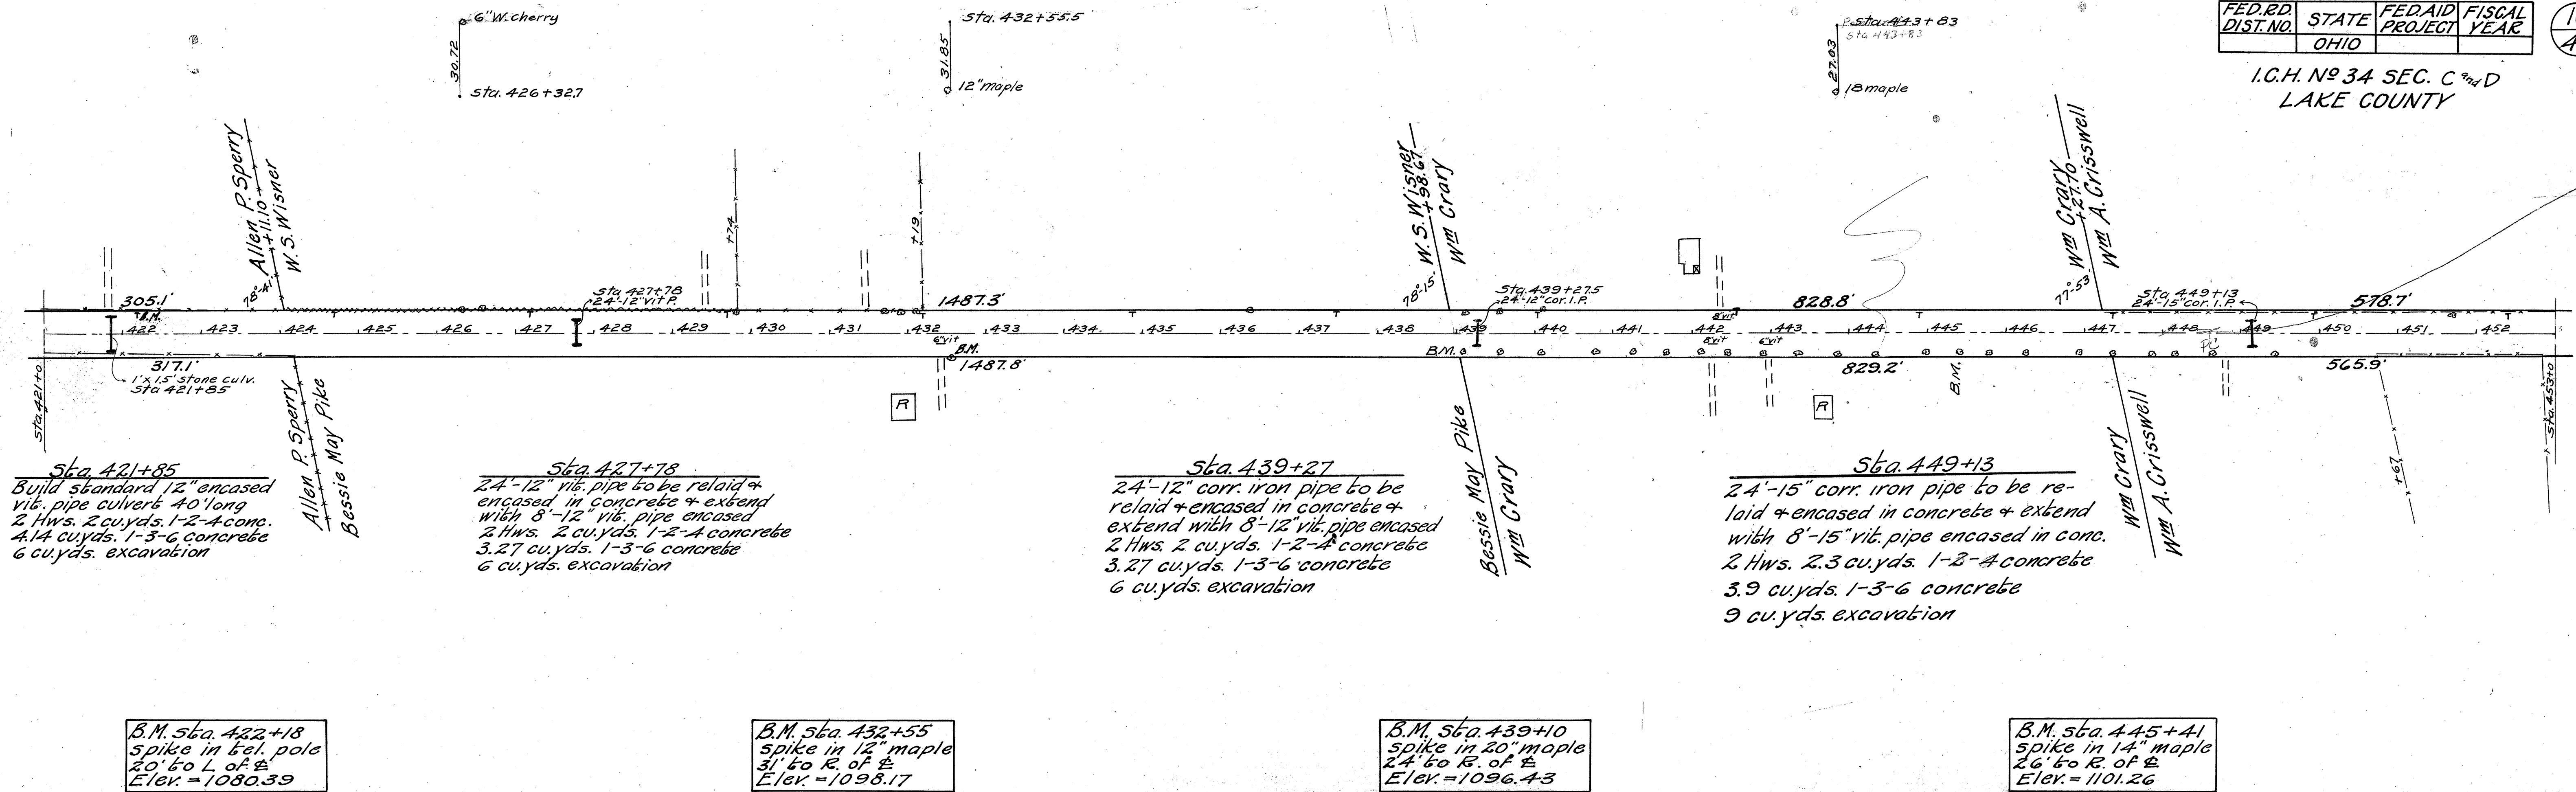 6" W. cherry
30.72
Sta. 426+32.7
Sta. 432+55.5
31.85
12" maple
Sta. 443+83
Sta 443+83
27.03
18 maple
FED.RD. DIST. NO.
STATE
FED.AID PROJECT
FISCAL YEAR
OHIO
I.C.H. Nº 34 SEC. C and D
LAKE COUNTY
Allen P. Sperry
+11.10
W. S. Wisner
+74
+19
W. S. Wisner
+98.67
Wm Crary
78°-15'
Wm Crary
+27.70
Wm A. Crisswell
77°-53'
305.1'
B.M.
Sta 427+78
24'-12" vit P.
1487.3'
Sta. 439+27.5
24'-12" cor. I.P.
828.8'
Sta 449+13
24'-15" cor. I.P.
578.7'
422 423 424 425 426 427 428 429 430 431 432 433 434 435 436 437 438 439 440 441 442 443 444 445 446 447 448 449 450 451 452
6" vit
8" vit
8" vit
6" vit
PC
317.1'
1' x 1.5' stone culv.
Sta 421+85
B.M.
1487.8'
B.M.
829.2'
B.M.
565.9'
Sta. 421+0
Sta. 453+0
R
R
+67
Allen P. Sperry
Bessie May Pike
Bessie May Pike
Wm Crary
Wm Crary
Wm A. Crisswell
Sta. 421+85
Build standard 12" encased
vit. pipe culvert 40' long
2 Hws. 2 cu.yds. 1-2-4 conc.
4.14 cu.yds. 1-3-6 concrete
6 cu.yds. excavation
Sta. 427+78
24'-12" vit. pipe to be relaid &
encased in concrete & extend
with 8'-12" vit. pipe encased
2 Hws. 2 cu.yds. 1-2-4 concrete
3.27 cu.yds. 1-3-6 concrete
6 cu.yds. excavation
Sta. 439+27
24'-12" corr. iron pipe to be
relaid & encased in concrete &
extend with 8'-12" vit. pipe encased
2 Hws. 2 cu.yds. 1-2-4 concrete
3.27 cu.yds. 1-3-6 concrete
6 cu.yds. excavation
Sta. 449+13
24'-15" corr. iron pipe to be re-
laid & encased in concrete & extend
with 8'-15" vit. pipe encased in conc.
2 Hws. 2.3 cu.yds. 1-2-4 concrete
3.9 cu.yds. 1-3-6 concrete
9 cu.yds. excavation
B.M. Sta. 422+18
spike in tel. pole
20' to L of ℄
Elev. = 1080.39
B.M. Sta. 432+55
spike in 12" maple
31' to R. of ℄
Elev. = 1098.17
B.M. Sta. 439+10
spike in 20" maple
24' to R. of ℄
Elev. = 1096.43
B.M. Sta. 445+41
spike in 14" maple
26' to R. of ℄
Elev. = 1101.26